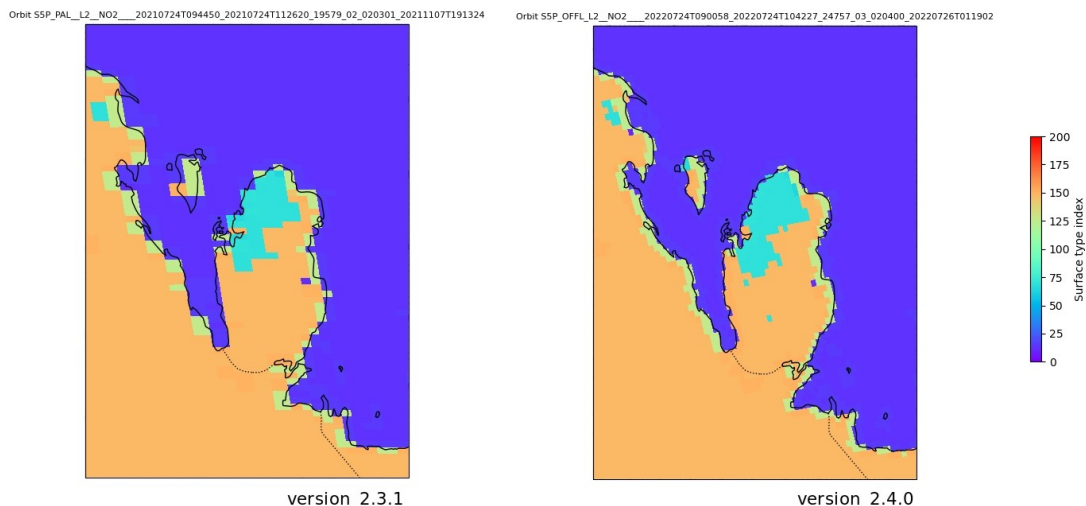 Orbit S5P_PAL__L2__NO2____20210724T094450_20210724T112620_19579_02_020301_20211107T191324
Orbit S5P_OFFL_L2__NO2____20220724T090058_20220724T104227_24757_03_020400_20220726T011902
200
175
150
125
100
75
50
25
0
Surface type index
version 2.3.1
version 2.4.0